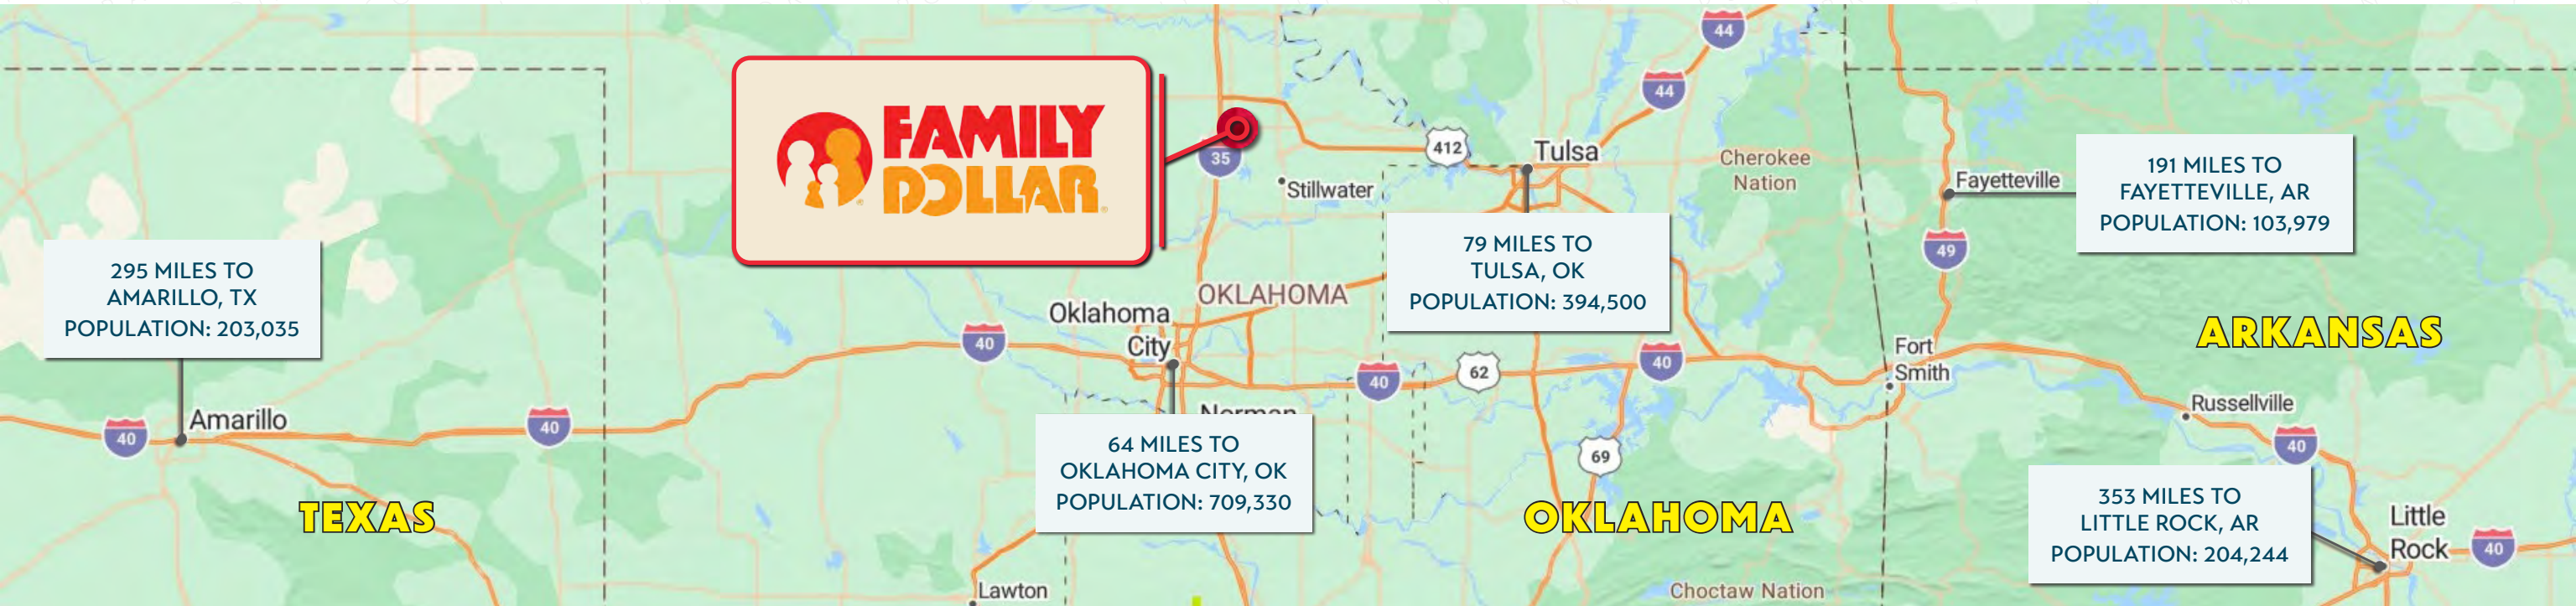 44
44
FAMILY
DOLLAR
35
412
Tulsa
Stillwater
Cherokee
Nation
Fayetteville
191 MILES TO
FAYETTEVILLE, AR
POPULATION: 103,979
49
295 MILES TO
AMARILLO, TX
POPULATION: 203,035
79 MILES TO
TULSA, OK
POPULATION: 394,500
OKLAHOMA
Oklahoma
City
40
40
62
40
Fort
Smith
ARKANSAS
Amarillo
40
40
Norman
64 MILES TO
OKLAHOMA CITY, OK
POPULATION: 709,330
69
Russellville
40
TEXAS
OKLAHOMA
353 MILES TO
LITTLE ROCK, AR
POPULATION: 204,244
Little
Rock
40
Lawton
Choctaw Nation